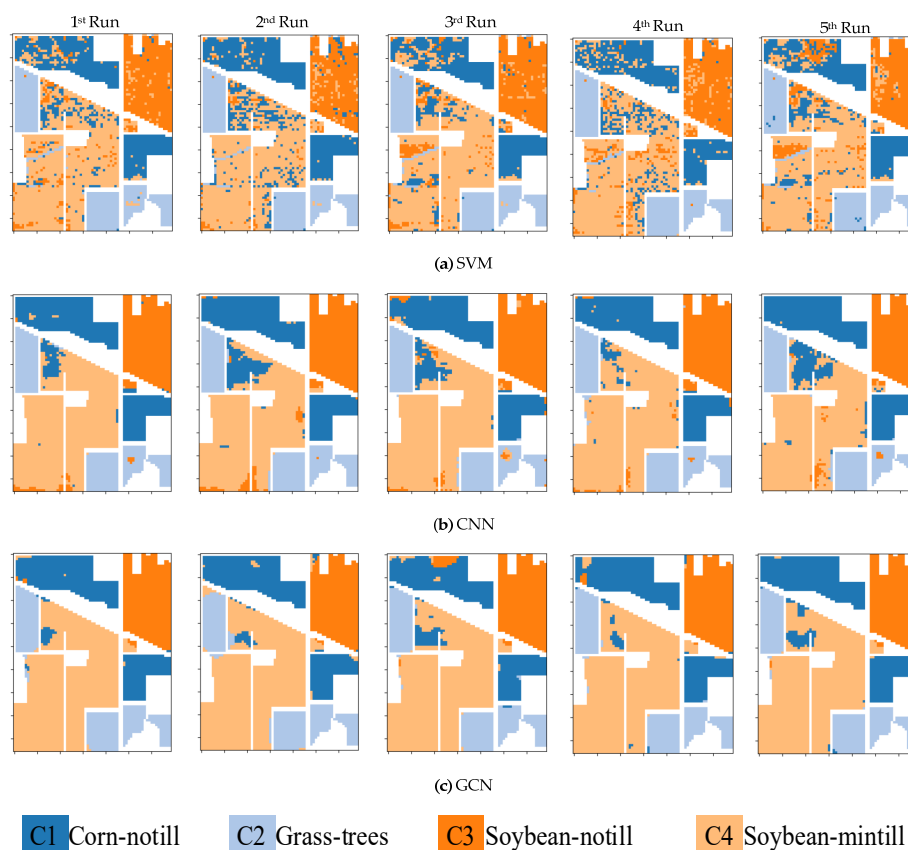 1st Run 2nd Run 3rd Run 4th Run 5th Run
(a) SVM
(b) CNN
(c) GCN
C1 Corn-notill C2 Grass-trees C3 Soybean-notill C4 Soybean-mintill